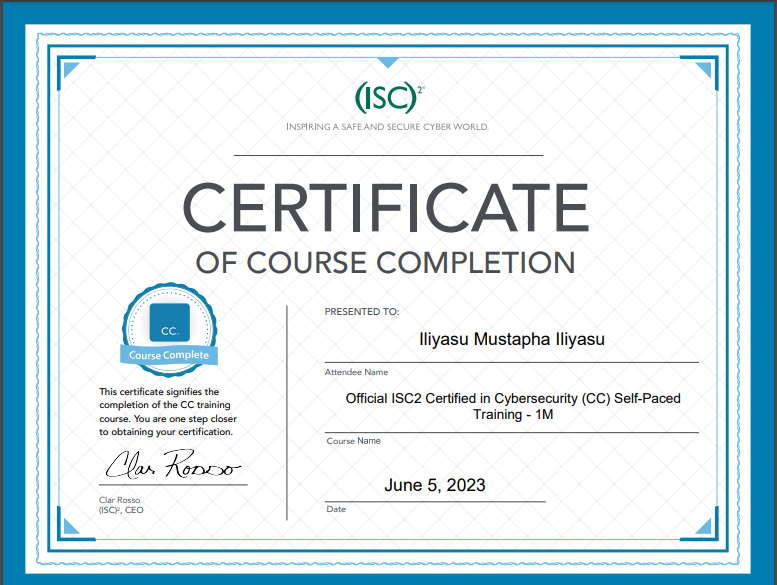 (ISC)²®
INSPIRING A SAFE AND SECURE CYBER WORLD.
CERTIFICATE
OF COURSE COMPLETION
CC℠
Course Complete
This certificate signifies the
completion of the CC training
course. You are one step closer
to obtaining your certification.
Clar Rosso
Clar Rosso
(ISC)², CEO
PRESENTED TO:
Iliyasu Mustapha Iliyasu
Attendee Name
Official ISC2 Certified in Cybersecurity (CC) Self-Paced
Training - 1M
Course Name
June 5, 2023
Date